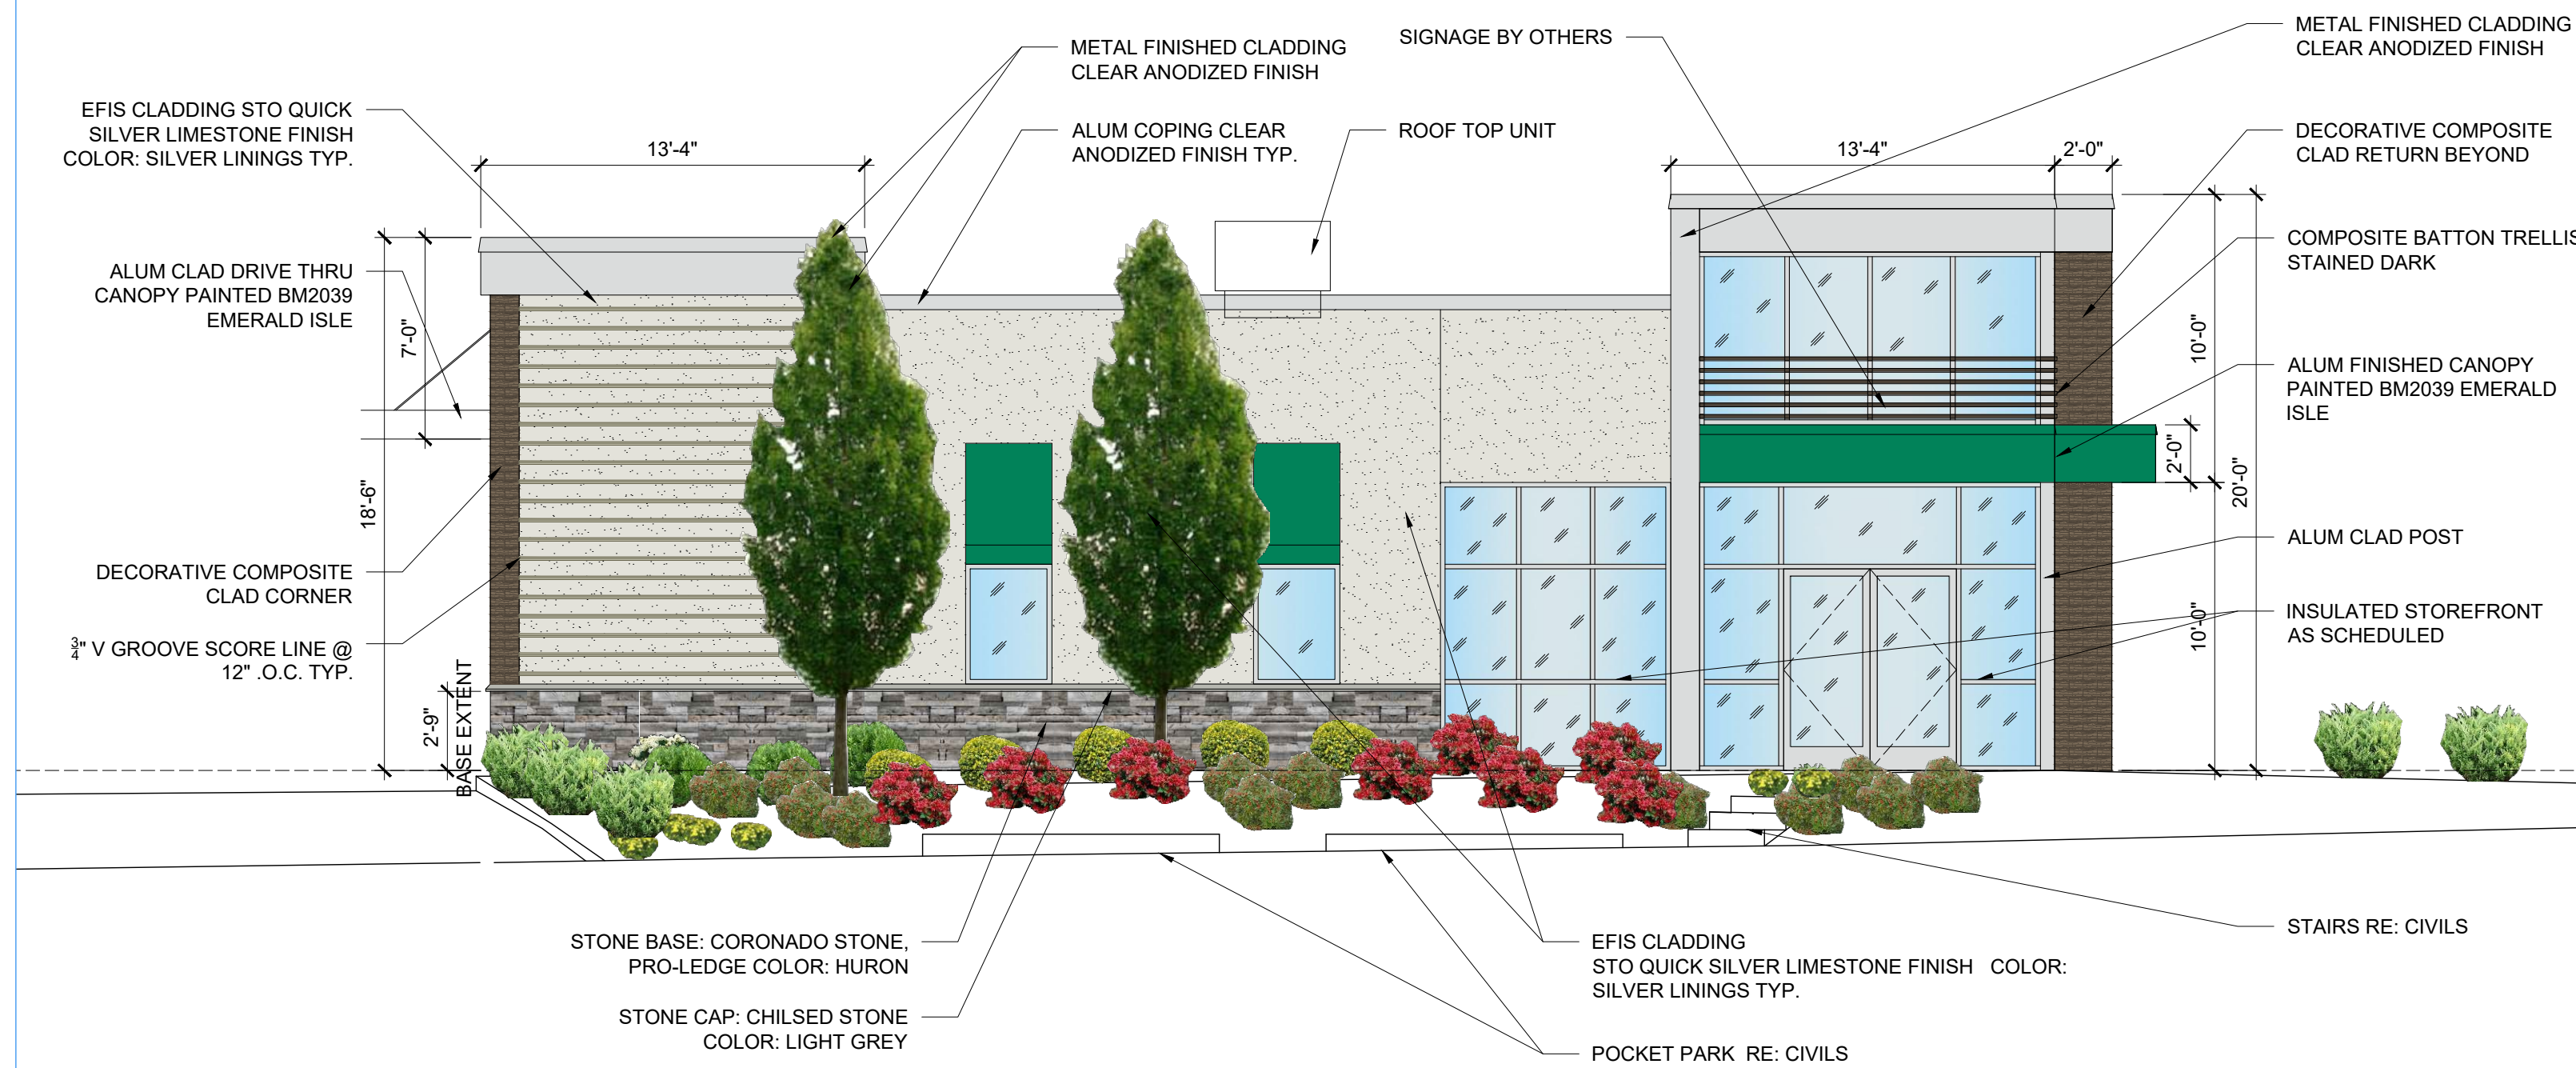 METAL FINISHED CLADDING
CLEAR ANODIZED FINISH
SIGNAGE BY OTHERS
METAL FINISHED CLADDING
CLEAR ANODIZED FINISH
EFIS CLADDING STO QUICK
SILVER LIMESTONE FINISH
COLOR: SILVER LININGS TYP.
13'-4"
ALUM COPING CLEAR
ANODIZED FINISH TYP.
ROOF TOP UNIT
13'-4"
2'-0"
DECORATIVE COMPOSITE
CLAD RETURN BEYOND
ALUM CLAD DRIVE THRU
CANOPY PAINTED BM2039
EMERALD ISLE
7'-0"
COMPOSITE BATTON TRELLIS
STAINED DARK
10'-0"
ALUM FINISHED CANOPY
PAINTED BM2039 EMERALD
ISLE
2'-0"
20'-0"
18'-6"
ALUM CLAD POST
DECORATIVE COMPOSITE
CLAD CORNER
10'-0"
INSULATED STOREFRONT
AS SCHEDULED
3/4" V GROOVE SCORE LINE @
12" .O.C. TYP.
2'-9"
BASE EXTENT
STONE BASE: CORONADO STONE,
PRO-LEDGE COLOR: HURON
STONE CAP: CHILSED STONE
COLOR: LIGHT GREY
EFIS CLADDING
STO QUICK SILVER LIMESTONE FINISH COLOR:
SILVER LININGS TYP.
STAIRS RE: CIVILS
POCKET PARK RE: CIVILS